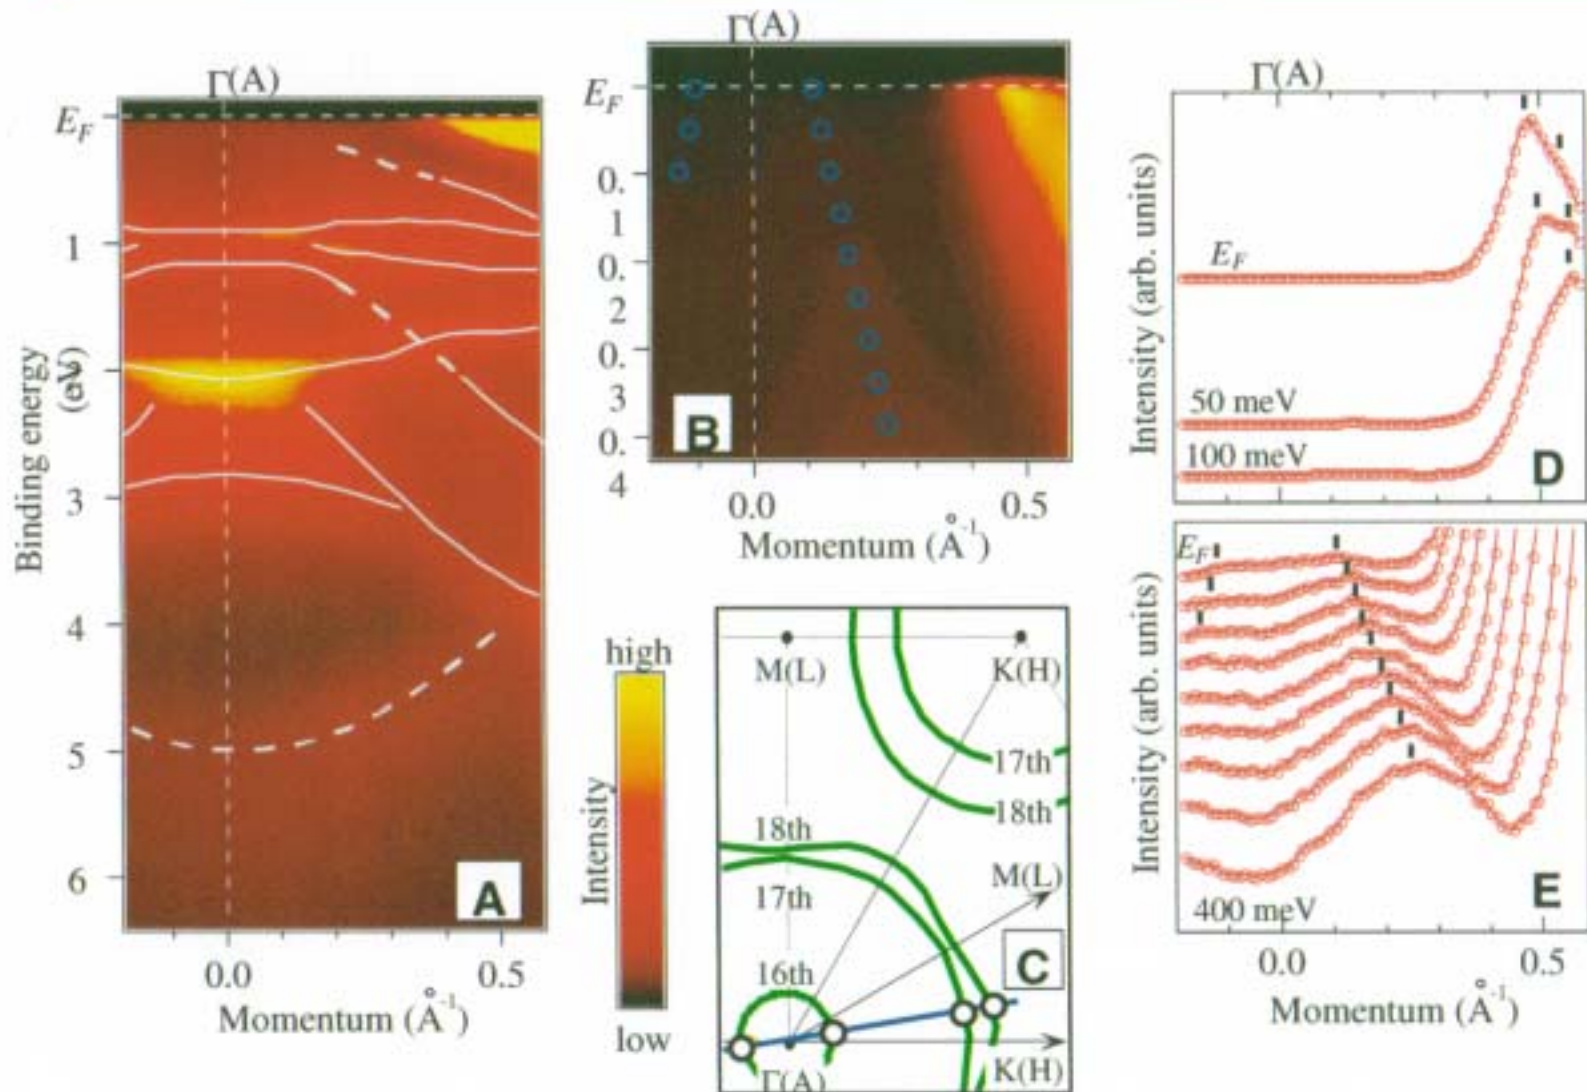 Γ(A)
E_F
1
2
3
4
5
6
Binding energy
(eV)
0.0
0.5
Momentum (Å⁻¹)
A
Γ(A)
E_F
0.
1
0.
2
0.
3
0.
4
B
0.0
0.5
Momentum (Å⁻¹)
high
Intensity
low
M(L)
K(H)
17th
18th
18th
17th
M(L)
16th
C
Γ(A)
K(H)
Γ(A)
Intensity (arb. units)
E_F
50 meV
100 meV
D
E_F
Intensity (arb. units)
400 meV
E
0.0
0.5
Momentum (Å⁻¹)